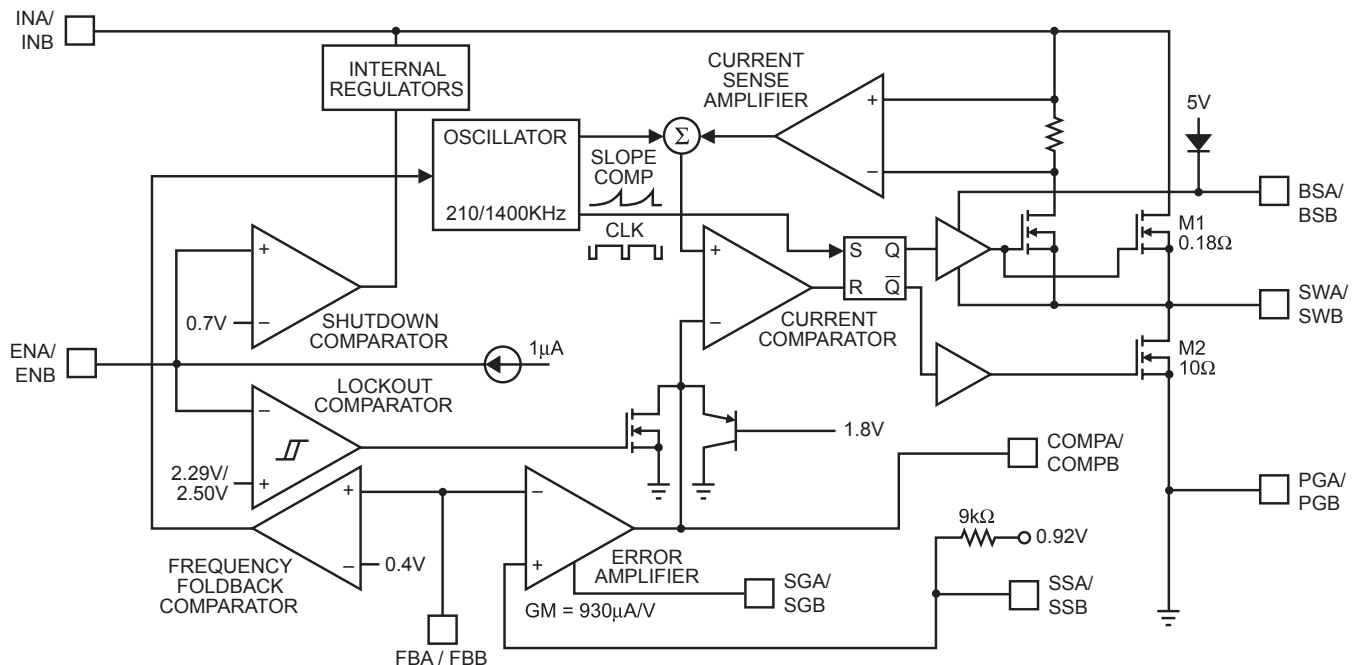 INA/
INB
INTERNAL
REGULATORS
CURRENT
SENSE
AMPLIFIER
+
−
5V
OSCILLATOR
210/1400KHz
Σ
SLOPE
COMP
CLK
BSA/
BSB
M1
0.18Ω
+
−
0.7V
SHUTDOWN
COMPARATOR
+
−
CURRENT
COMPARATOR
S Q
R Q̅
SWA/
SWB
M2
10Ω
ENA/
ENB
1μA
LOCKOUT
COMPARATOR
−
+
2.29V/
2.50V
1.8V
COMPA/
COMPB
PGA/
PGB
+
−
0.4V
FREQUENCY
FOLDBACK
COMPARATOR
−
+
ERROR
AMPLIFIER
GM = 930μA/V
SGA/
SGB
9kΩ
0.92V
SSA/
SSB
FBA / FBB